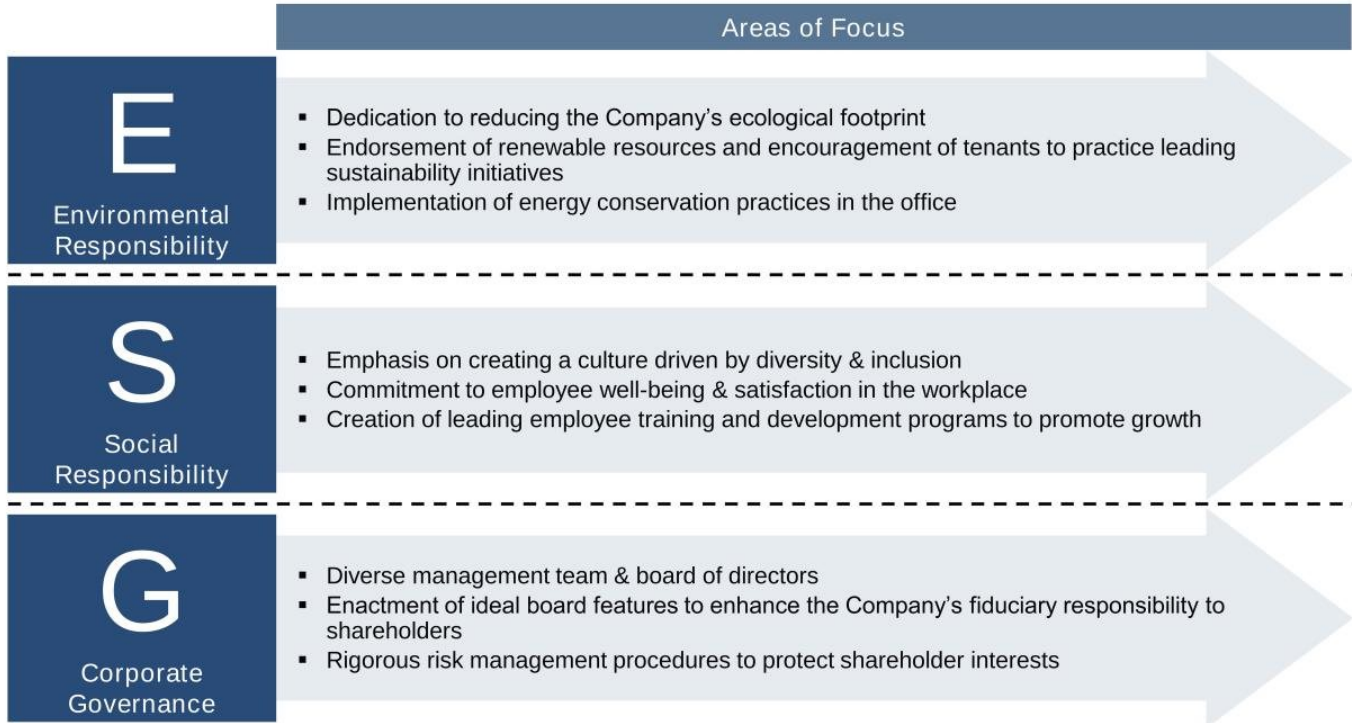 Areas of Focus
E
Environmental
Responsibility
▪ Dedication to reducing the Company’s ecological footprint
▪ Endorsement of renewable resources and encouragement of tenants to practice leading
sustainability initiatives
▪ Implementation of energy conservation practices in the office
S
Social
Responsibility
▪ Emphasis on creating a culture driven by diversity & inclusion
▪ Commitment to employee well-being & satisfaction in the workplace
▪ Creation of leading employee training and development programs to promote growth
G
Corporate
Governance
▪ Diverse management team & board of directors
▪ Enactment of ideal board features to enhance the Company’s fiduciary responsibility to
shareholders
▪ Rigorous risk management procedures to protect shareholder interests